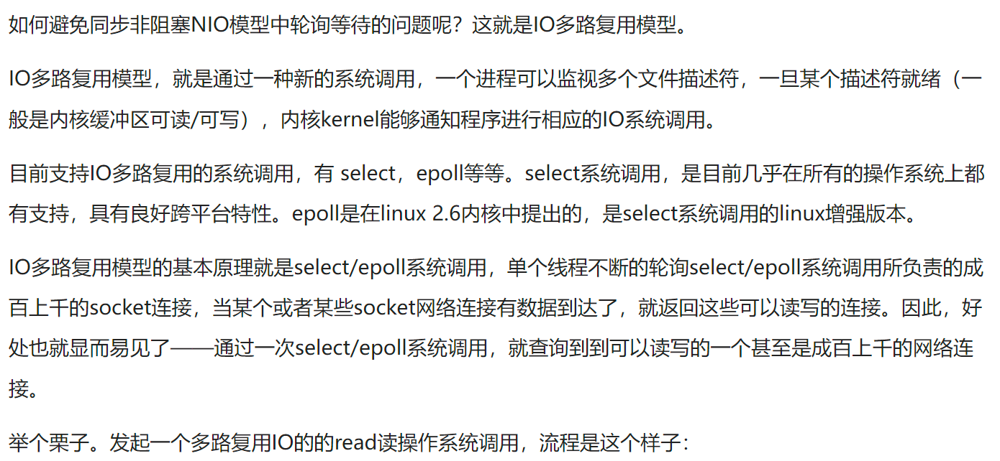 如何避免同步非阻塞NIO模型中轮询等待的问题呢？这就是IO多路复用模型。
IO多路复用模型，就是通过一种新的系统调用，一个进程可以监视多个文件描述符，一旦某个描述符就绪（一
般是内核缓冲区可读/可写），内核kernel能够通知程序进行相应的IO系统调用。
目前支持IO多路复用的系统调用，有 select，epoll等等。select系统调用，是目前几乎在所有的操作系统上都
有支持，具有良好跨平台特性。epoll是在linux 2.6内核中提出的，是select系统调用的linux增强版本。
IO多路复用模型的基本原理就是select/epoll系统调用，单个线程不断的轮询select/epoll系统调用所负责的成
百上千的socket连接，当某个或者某些socket网络连接有数据到达了，就返回这些可以读写的连接。因此，好
处也就显而易见了——通过一次select/epoll系统调用，就查询到到可以读写的一个甚至是成百上千的网络连
接。
举个栗子。发起一个多路复用IO的的read读操作系统调用，流程是这个样子：